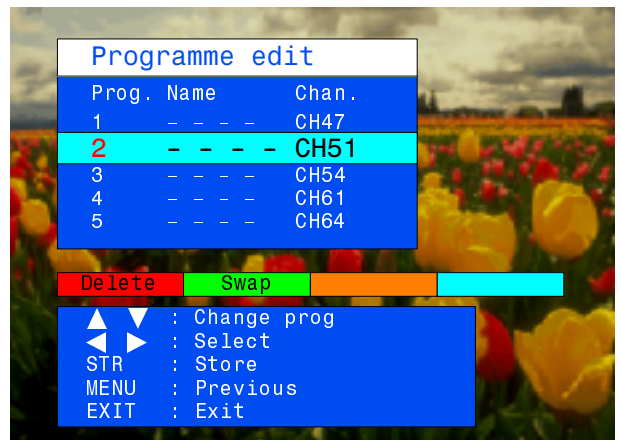 Programme edit
Prog. Name Chan.
1 - - - - CH47
2 - - - - CH51
3 - - - - CH54
4 - - - - CH61
5 - - - - CH64
Delete Swap
▲ ▼ : Change prog
◀ ▶ : Select
STR : Store
MENU : Previous
EXIT : Exit